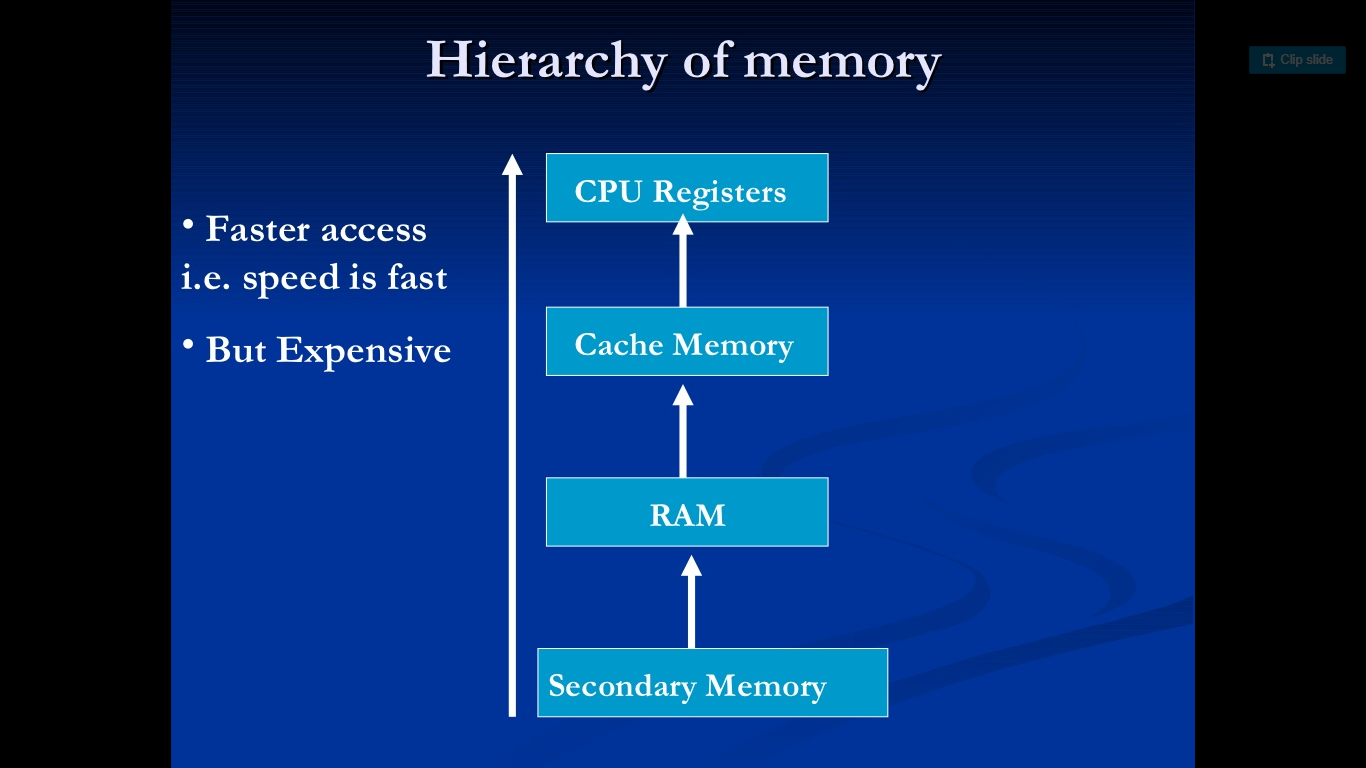 Hierarchy of memory
Clip slide
CPU Registers
• Faster access
i.e. speed is fast
• But Expensive
Cache Memory
RAM
Secondary Memory